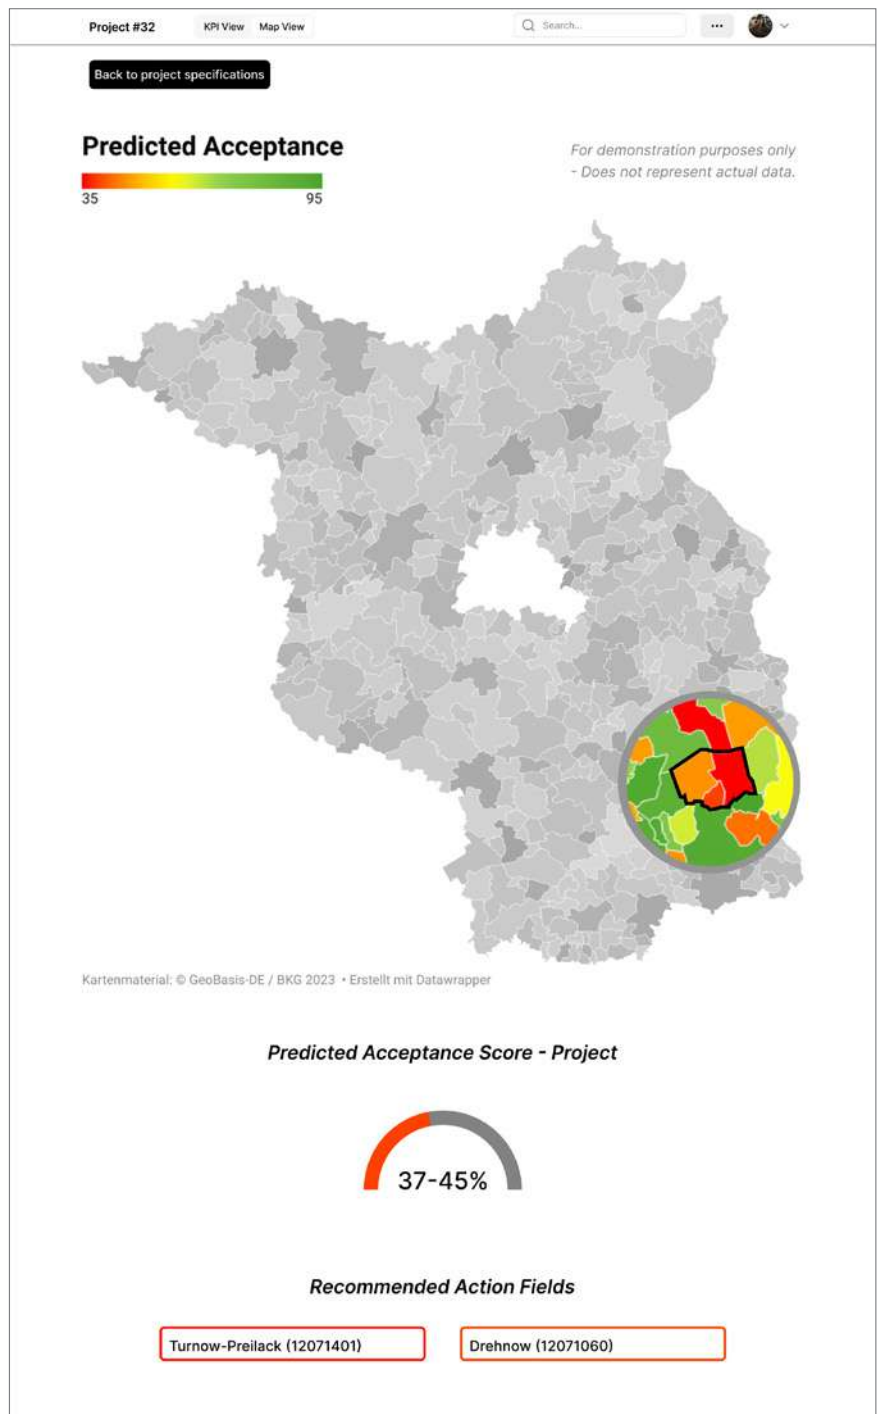 Project #32
KPI View
Map View
Search...
Back to project specifications
Predicted Acceptance
35
95
For demonstration purposes only
- Does not represent actual data.
Kartenmaterial: © GeoBasis-DE / BKG 2023 • Erstellt mit Datawrapper
Predicted Acceptance Score - Project
37-45%
Recommended Action Fields
Turnow-Preilack (12071401)
Drehnow (12071060)